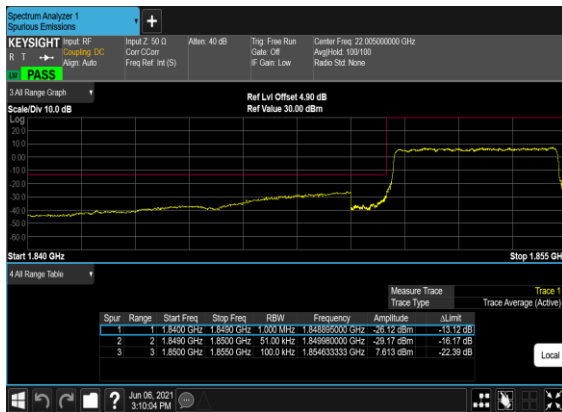 Spectrum Analyzer 1
Spurious Emissions
KEYSIGHT Input: RF Input Z: 50 Ω Atten: 40 dB Trig: Free Run Center Freq: 22.005000000 GHz
R T Coupling: DC Corr CCorr Gate: Off Avg|Hold: 100/100
Align: Auto Freq Ref: Int (S) IF Gain: Low Radio Std: None
PASS
3 All Range Graph
Ref Lvl Offset 4.90 dB
Scale/Div 10.0 dB Ref Value 30.00 dBm
Log
20.0
10.0
0.00
-10.0
-20.0
-30.0
-40.0
-50.0
-60.0
Start 1.840 GHz Stop 1.855 GH
4 All Range Table
Measure Trace Trace 1
Trace Type Trace Average (Active)
Spur Range Start Freq Stop Freq RBW Frequency Amplitude ΔLimit
1 1 1.8400 GHz 1.8490 GHz 1.000 MHz 1.848895000 GHz -26.12 dBm -13.12 dB
2 2 1.8490 GHz 1.8500 GHz 51.00 kHz 1.849980000 GHz -29.17 dBm -16.17 dB
3 3 1.8500 GHz 1.8550 GHz 100.0 kHz 1.854633333 GHz 7.613 dBm -22.39 dB
Local
?
Jun 06, 2021
3:10:04 PM